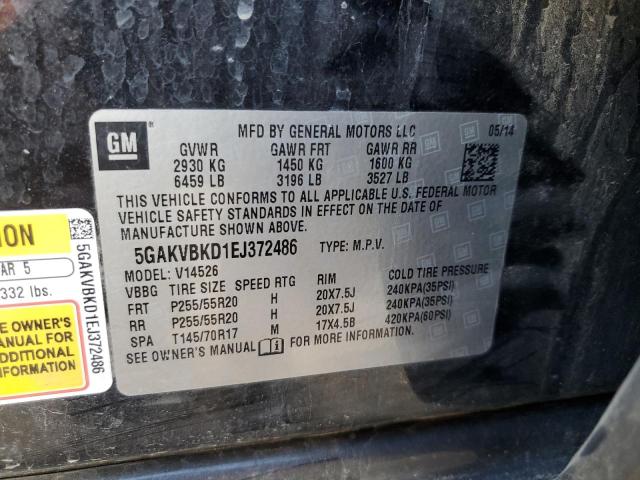 GM
MFD BY GENERAL MOTORS LLC 05/14
GVWR GAWR FRT GAWR RR
2930 KG 1450 KG 1600 KG
6459 LB 3196 LB 3527 LB
THIS VEHICLE CONFORMS TO ALL APPLICABLE U.S. FEDERAL MOTOR
VEHICLE SAFETY STANDARDS IN EFFECT ON THE DATE OF
MANUFACTURE SHOWN ABOVE.
5GAKVBKD1EJ372486 TYPE: M.P.V.
MODEL: V14526
VBBG TIRE SIZE SPEED RTG RIM COLD TIRE PRESSURE
FRT P255/55R20 H 20X7.5J 240KPA(35PSI)
RR P255/55R20 H 20X7.5J 240KPA(35PSI)
SPA T145/70R17 M 17X4.5B 420KPA(60PSI)
SEE OWNER'S MANUAL FOR MORE INFORMATION.
ION
AR 5
332 lbs.
E OWNER'S
MANUAL FOR
ADDITIONAL
FORMATION
5GAKVBKD1EJ372486